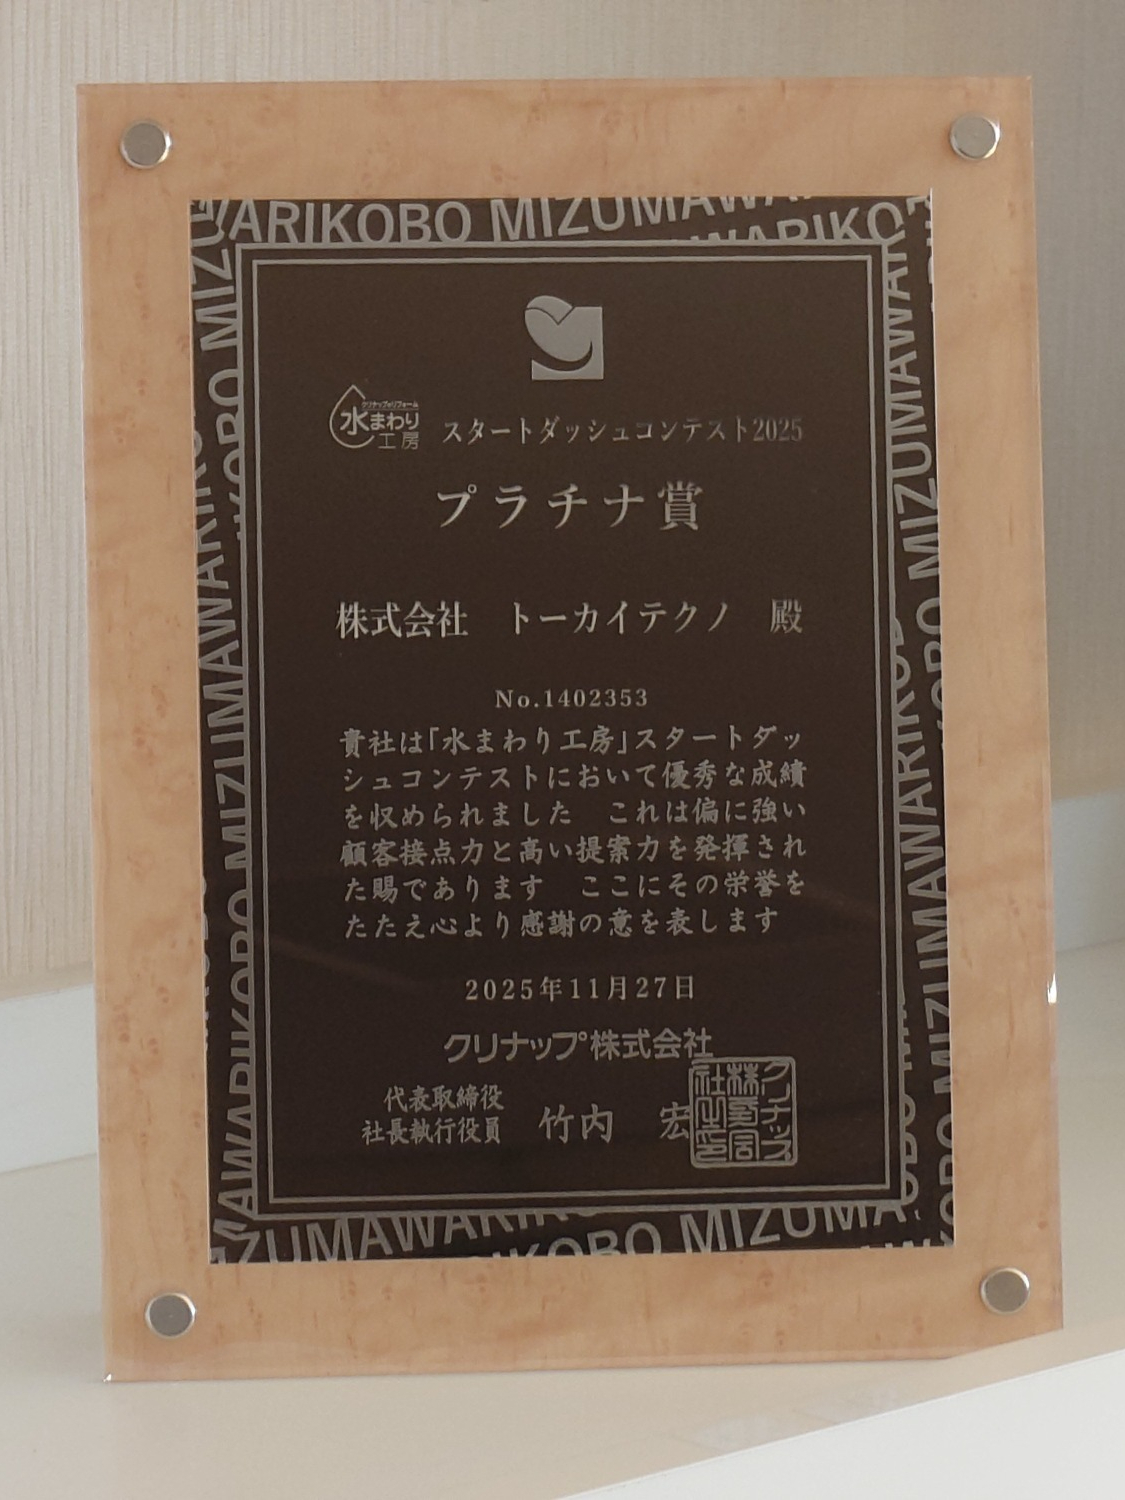 ARIKOBO MIZUMAWA
WARIKO
クリナップのリフォーム
水まわり
工房
スタートダッシュコンテスト2025
プラチナ賞
株式会社 トーカイテクノ 殿
No.1402353
貴社は｢水まわり工房｣スタートダッ
シュコンテストにおいて優秀な成績
を収められました これは偏に強い
顧客接点力と高い提案力を発揮され
た賜であります ここにその栄誉を
たたえ心より感謝の意を表します
2025年11月27日
クリナップ株式会社
代表取締役
社長執行役員 竹内 宏
ZUMAWARIK
ARIKOBO MIZUMA